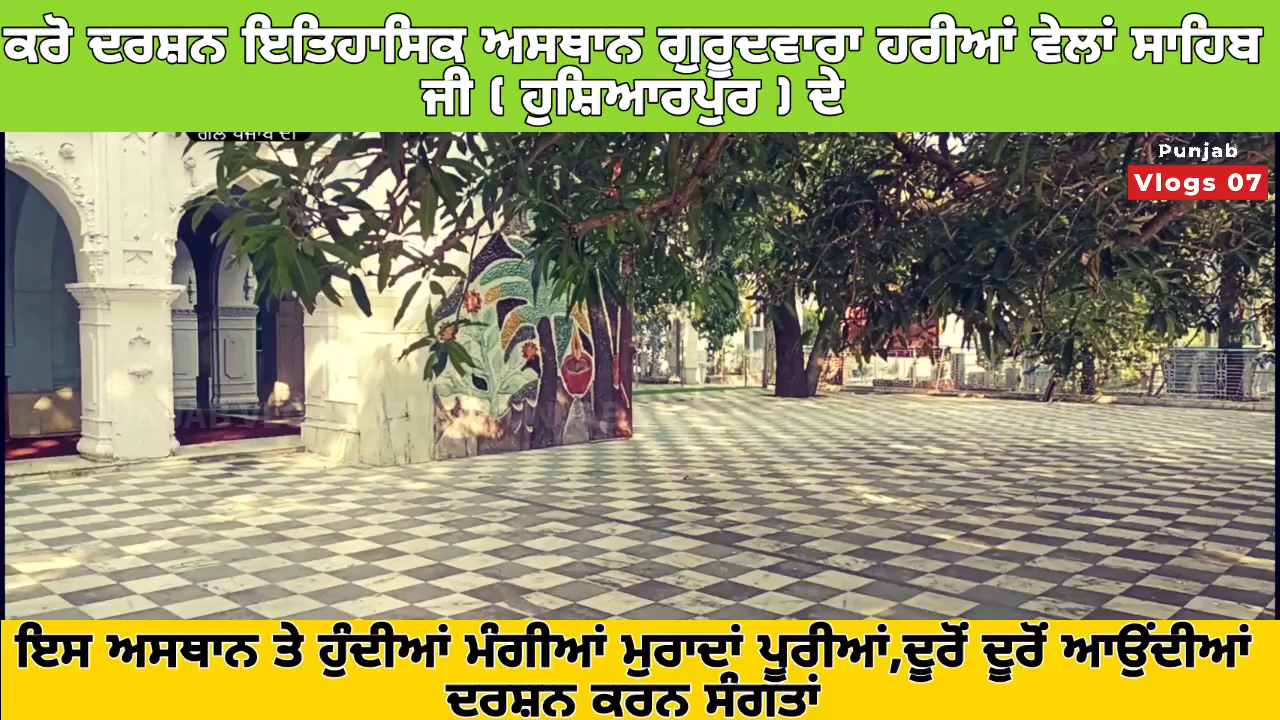 ਕਰੋ ਦਰਸ਼ਨ ਇਤਿਹਾਸਿਕ ਅਸਥਾਨ ਗੁਰੂਦਵਾਰਾ ਹਰੀਆਂ ਵੇਲਾਂ ਸਾਹਿਬ
ਜੀ ( ਹੁਸ਼ਿਆਰਪੁਰ ) ਦੇ
Punjab
Vlogs 07
ਇਸ ਅਸਥਾਨ ਤੇ ਹੁੰਦੀਆਂ ਮੰਗੀਆਂ ਮੁਰਾਦਾਂ ਪੂਰੀਆਂ,ਦੂਰੋਂ ਦੂਰੋਂ ਆਉਂਦੀਆਂ
ਦਰਸ਼ਨ ਕਰਨ ਸੰਗਤਾਂ